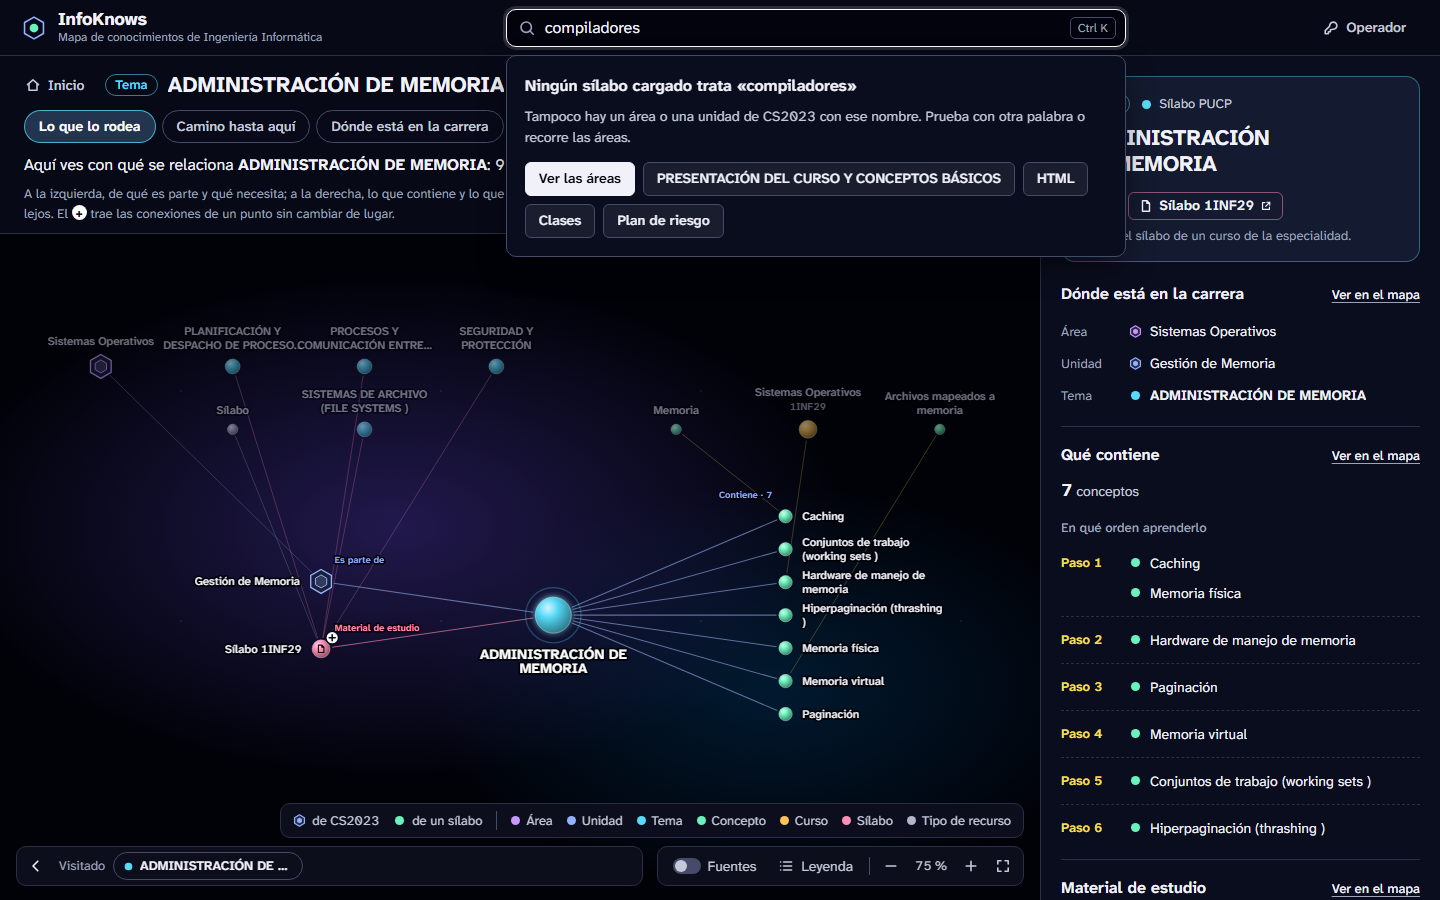 InfoKnows
Mapa de conocimientos de Ingeniería Informática
compiladores
Ctrl K
Operador
Inicio
Tema
ADMINISTRACIÓN DE MEMORIA
Lo que lo rodea
Camino hasta aquí
Dónde está en la carrera
Aquí ves con qué se relaciona ADMINISTRACIÓN DE MEMORIA: 9
A la izquierda, de qué es parte y qué necesita; a la derecha, lo que contiene y lo que
lejos. El + trae las conexiones de un punto sin cambiar de lugar.
Ningún sílabo cargado trata «compiladores»
Tampoco hay un área o una unidad de CS2023 con ese nombre. Prueba con otra palabra o
recorre las áreas.
Ver las áreas
PRESENTACIÓN DEL CURSO Y CONCEPTOS BÁSICOS
HTML
Clases
Plan de riesgo
Sistemas Operativos
PLANIFICACIÓN Y
DESPACHO DE PROCESO...
PROCESOS Y
COMUNICACIÓN ENTRE...
SEGURIDAD Y
PROTECCIÓN
Sílabo
SISTEMAS DE ARCHIVO
(FILE SYSTEMS )
Memoria
Sistemas Operativos
1INF29
Archivos mapeados a
memoria
Contiene · 7
Caching
Conjuntos de trabajo
(working sets )
Hardware de manejo de
memoria
Hiperpaginación (thrashing
)
Memoria física
Memoria virtual
Paginación
Es parte de
Gestión de Memoria
Material de estudio
Sílabo 1INF29
ADMINISTRACIÓN DE
MEMORIA
de CS2023
de un sílabo
Área
Unidad
Tema
Concepto
Curso
Sílabo
Tipo de recurso
Visitado
ADMINISTRACIÓN DE ...
Fuentes
Leyenda
75 %
Sílabo PUCP
INISTRACIÓN
MEMORIA
Sílabo 1INF29
el sílabo de un curso de la especialidad.
Dónde está en la carrera
Ver en el mapa
Área
Sistemas Operativos
Unidad
Gestión de Memoria
Tema
ADMINISTRACIÓN DE MEMORIA
Qué contiene
Ver en el mapa
7 conceptos
En qué orden aprenderlo
Paso 1
Caching
Memoria física
Paso 2
Hardware de manejo de memoria
Paso 3
Paginación
Paso 4
Memoria virtual
Paso 5
Conjuntos de trabajo (working sets )
Paso 6
Hiperpaginación (thrashing )
Material de estudio
Ver en el mapa